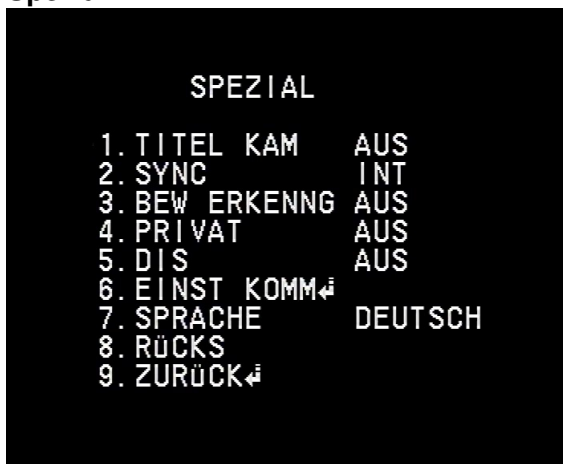 SPEZIAL
1. TITEL KAM AUS
2. SYNC INT
3. BEW ERKENNG AUS
4. PRIVAT AUS
5. DIS AUS
6. EINST KOMM↲
7. SPRACHE DEUTSCH
8. RüCKS
9. ZURüCK↲